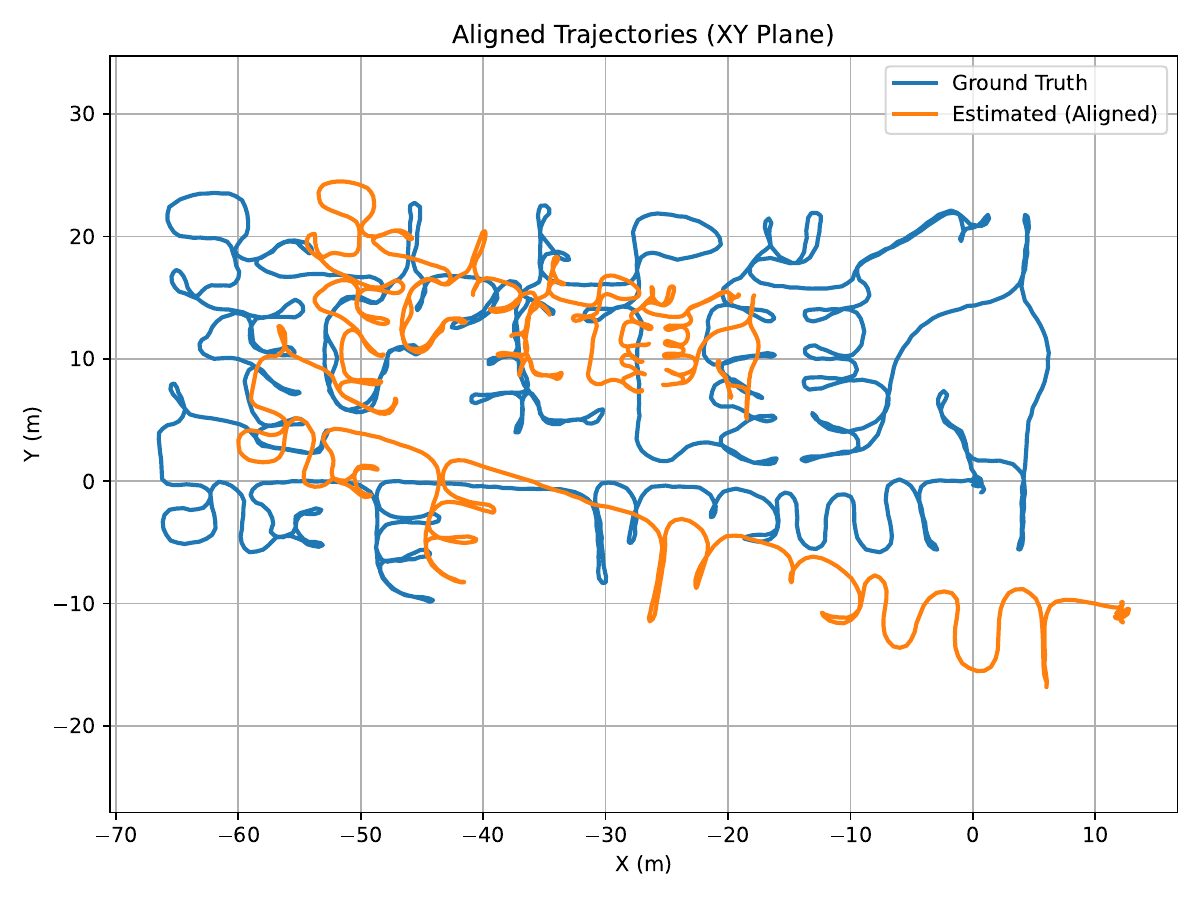 Aligned Trajectories (XY Plane)
Ground Truth
Estimated (Aligned)
30
20
10
0
−10
−20
Y (m)
−70 −60 −50 −40 −30 −20 −10 0 10
X (m)